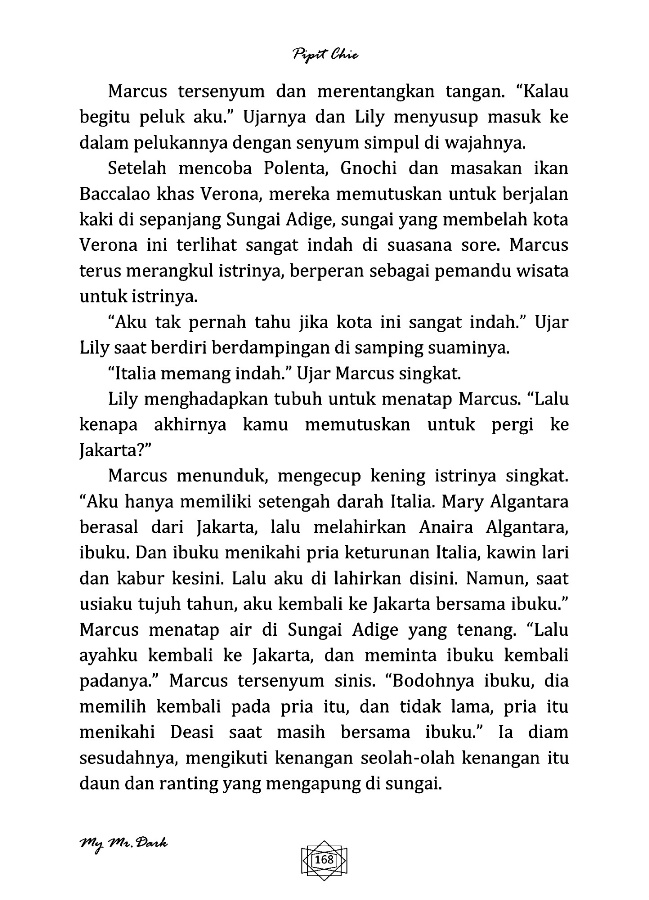 Pipit Chie
Marcus tersenyum dan merentangkan tangan. “Kalau
begitu peluk aku.” Ujarnya dan Lily menyusup masuk ke
dalam pelukannya dengan senyum simpul di wajahnya.
Setelah mencoba Polenta, Gnochi dan masakan ikan
Baccalao khas Verona, mereka memutuskan untuk berjalan
kaki di sepanjang Sungai Adige, sungai yang membelah kota
Verona ini terlihat sangat indah di suasana sore. Marcus
terus merangkul istrinya, berperan sebagai pemandu wisata
untuk istrinya.
“Aku tak pernah tahu jika kota ini sangat indah.” Ujar
Lily saat berdiri berdampingan di samping suaminya.
“Italia memang indah.” Ujar Marcus singkat.
Lily menghadapkan tubuh untuk menatap Marcus. “Lalu
kenapa akhirnya kamu memutuskan untuk pergi ke
Jakarta?”
Marcus menunduk, mengecup kening istrinya singkat.
“Aku hanya memiliki setengah darah Italia. Mary Algantara
berasal dari Jakarta, lalu melahirkan Anaira Algantara,
ibuku. Dan ibuku menikahi pria keturunan Italia, kawin lari
dan kabur kesini. Lalu aku di lahirkan disini. Namun, saat
usiaku tujuh tahun, aku kembali ke Jakarta bersama ibuku.”
Marcus menatap air di Sungai Adige yang tenang. “Lalu
ayahku kembali ke Jakarta, dan meminta ibuku kembali
padanya.” Marcus tersenyum sinis. “Bodohnya ibuku, dia
memilih kembali pada pria itu, dan tidak lama, pria itu
menikahi Deasi saat masih bersama ibuku.” Ia diam
sesudahnya, mengikuti kenangan seolah-olah kenangan itu
daun dan ranting yang mengapung di sungai.
My Mr. Dark
168